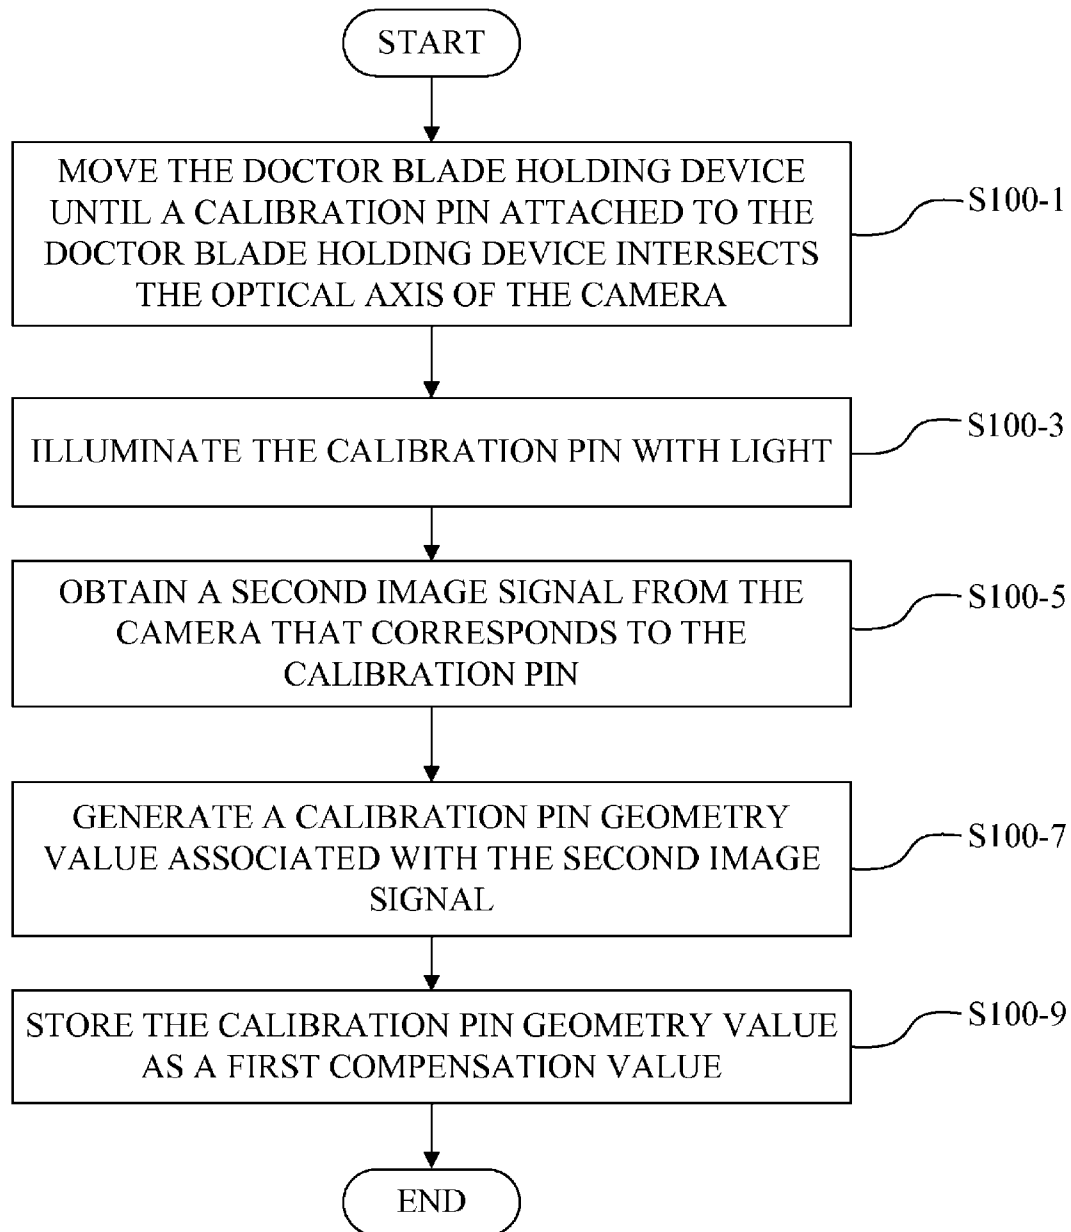 START
MOVE THE DOCTOR BLADE HOLDING DEVICE
UNTIL A CALIBRATION PIN ATTACHED TO THE
DOCTOR BLADE HOLDING DEVICE INTERSECTS
THE OPTICAL AXIS OF THE CAMERA
S100-1
ILLUMINATE THE CALIBRATION PIN WITH LIGHT
S100-3
OBTAIN A SECOND IMAGE SIGNAL FROM THE
CAMERA THAT CORRESPONDS TO THE
CALIBRATION PIN
S100-5
GENERATE A CALIBRATION PIN GEOMETRY
VALUE ASSOCIATED WITH THE SECOND IMAGE
SIGNAL
S100-7
STORE THE CALIBRATION PIN GEOMETRY VALUE
AS A FIRST COMPENSATION VALUE
S100-9
END